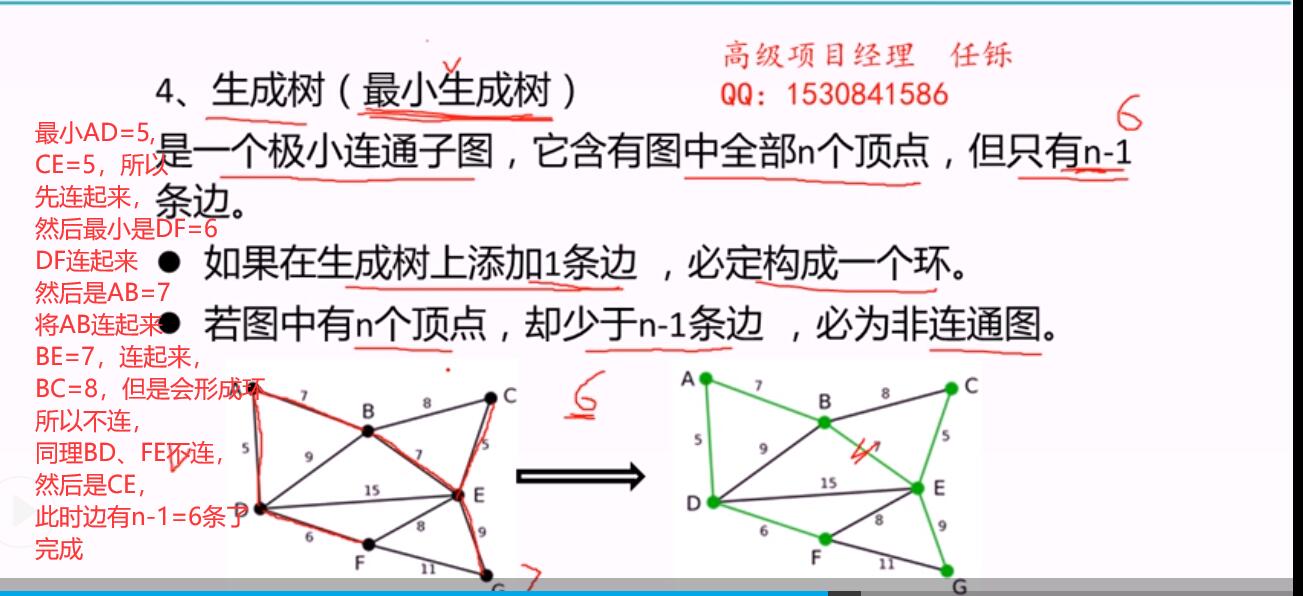 高级项目经理 任铄
QQ：1530841586
4、生成树（最小生成树）
6
是一个极小连通子图，它含有图中全部n个顶点，但只有n-1
条边。
● 如果在生成树上添加1条边 ，必定构成一个环。
● 若图中有n个顶点，却少于n-1条边 ，必为非连通图。
最小AD=5,
CE=5，所以
先连起来，
然后最小是DF=6
DF连起来
然后是AB=7
将AB连起来
BE=7，连起来，
BC=8，但是会形成环
所以不连，
同理BD、FE不连，
然后是CE，
此时边有n-1=6条了
完成
A 7 B 8 C
5 9 7 5
D 15 E
6 8 9
F 11 G
6
7
A 7 B 8 C
5 9 7 5
D 15 E
6 8 9
F 11 G